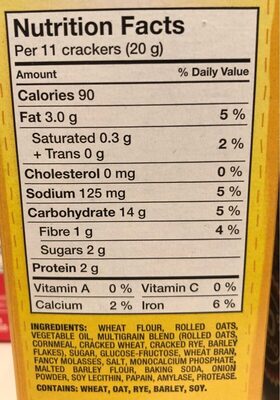 Nutrition Facts
Per 11 crackers (20 g)
Amount % Daily Value
Calories 90
Fat 3.0 g 5 %
Saturated 0.3 g
+ Trans 0 g 2 %
Cholesterol 0 mg 0 %
Sodium 125 mg 5 %
Carbohydrate 14 g 5 %
Fibre 1 g 4 %
Sugars 2 g
Protein 2 g
Vitamin A 0 % Vitamin C 0 %
Calcium 2 % Iron 6 %
INGREDIENTS: WHEAT FLOUR, ROLLED OATS,
VEGETABLE OIL, MULTIGRAIN BLEND (ROLLED OATS,
CORNMEAL, CRACKED WHEAT, CRACKED RYE, BARLEY
FLAKES), SUGAR, GLUCOSE-FRUCTOSE, WHEAT BRAN,
FANCY MOLASSES, SALT, MONOCALCIUM PHOSPHATE,
MALTED BARLEY FLOUR, BAKING SODA, ONION
POWDER, SOY LECITHIN, PAPAIN, AMYLASE, PROTEASE.
CONTAINS: WHEAT, OAT, RYE, BARLEY, SOY.